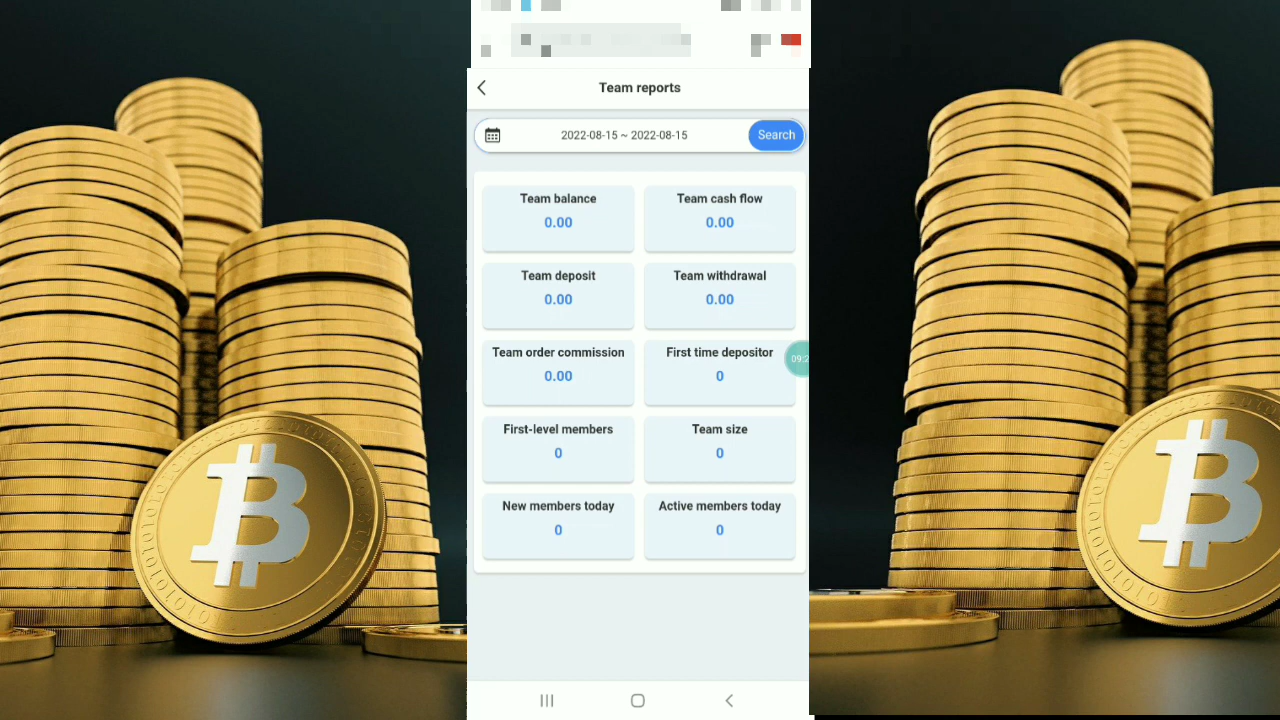 Team reports
2022-08-15 ~ 2022-08-15
Search
Team balance
0.00
Team cash flow
0.00
Team deposit
0.00
Team withdrawal
0.00
Team order commission
0.00
First time depositor
0
09:2
First-level members
0
Team size
0
New members today
0
Active members today
0